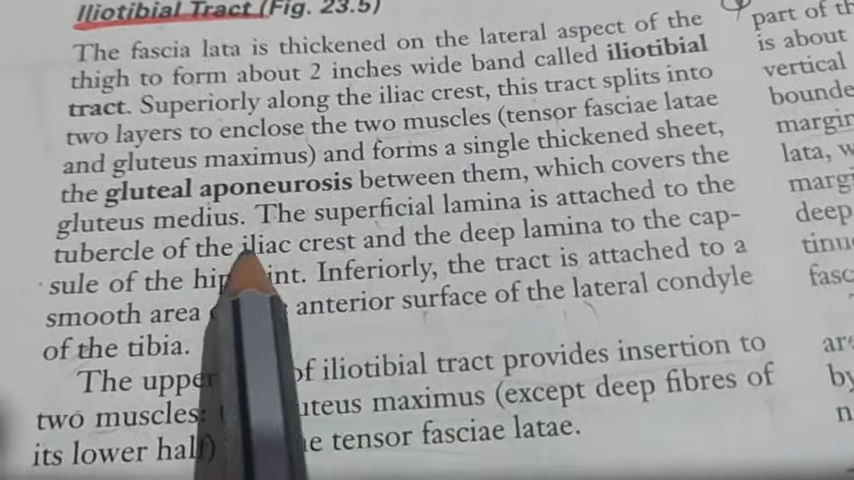 Iliotibial Tract (Fig. 23.5)
The fascia lata is thickened on the lateral aspect of the
thigh to form about 2 inches wide band called iliotibial
tract. Superiorly along the iliac crest, this tract splits into
two layers to enclose the two muscles (tensor fasciae latae
and gluteus maximus) and forms a single thickened sheet,
the gluteal aponeurosis between them, which covers the
gluteus medius. The superficial lamina is attached to the
tubercle of the iliac crest and the deep lamina to the cap-
sule of the hip int. Inferiorly, the tract is attached to a
smooth area anterior surface of the lateral condyle
of the tibia.
The upper of iliotibial tract provides insertion to
two muscles: uteus maximus (except deep fibres of
its lower half) e tensor fasciae latae.
part of
is about
vertical
bounde
margin
lata,
marg
deep
tinu
fasc
by